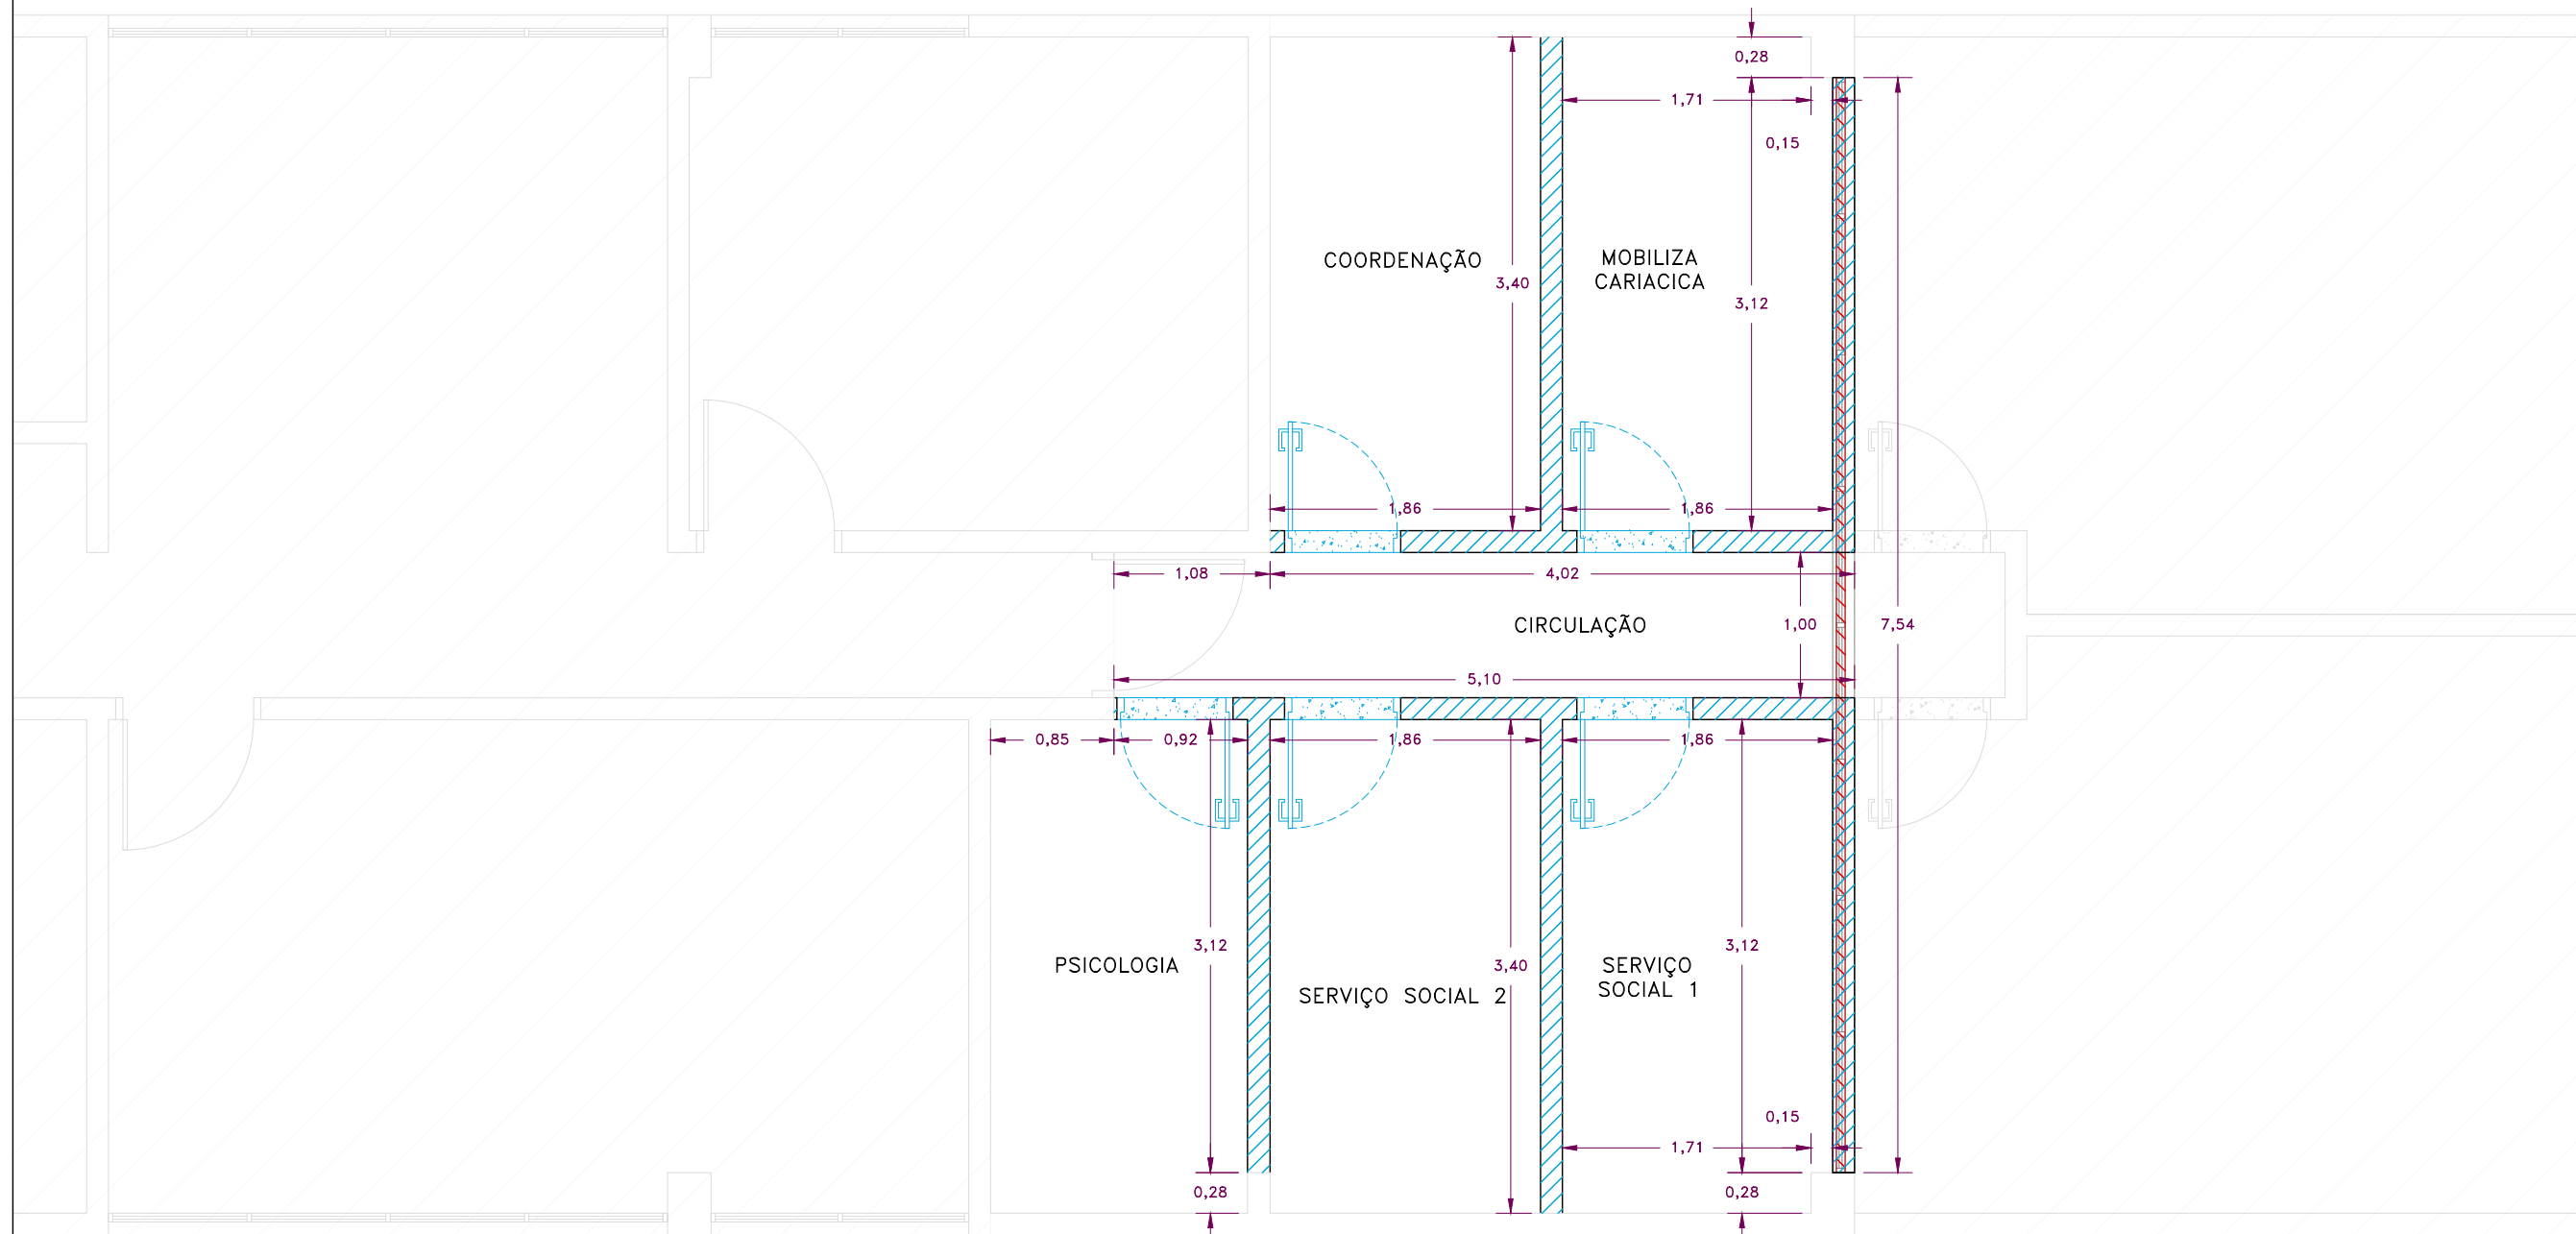 0,28
1,71
0,15
COORDENAÇÃO
MOBILIZA
CARIACICA
3,40
3,12
1,86
1,86
1,08
4,02
CIRCULAÇÃO
1,00
7,54
5,10
0,85
0,92
1,86
1,86
3,12
3,12
PSICOLOGIA
3,40
SERVIÇO
SOCIAL 1
SERVIÇO SOCIAL 2
0,15
1,71
0,28
0,28